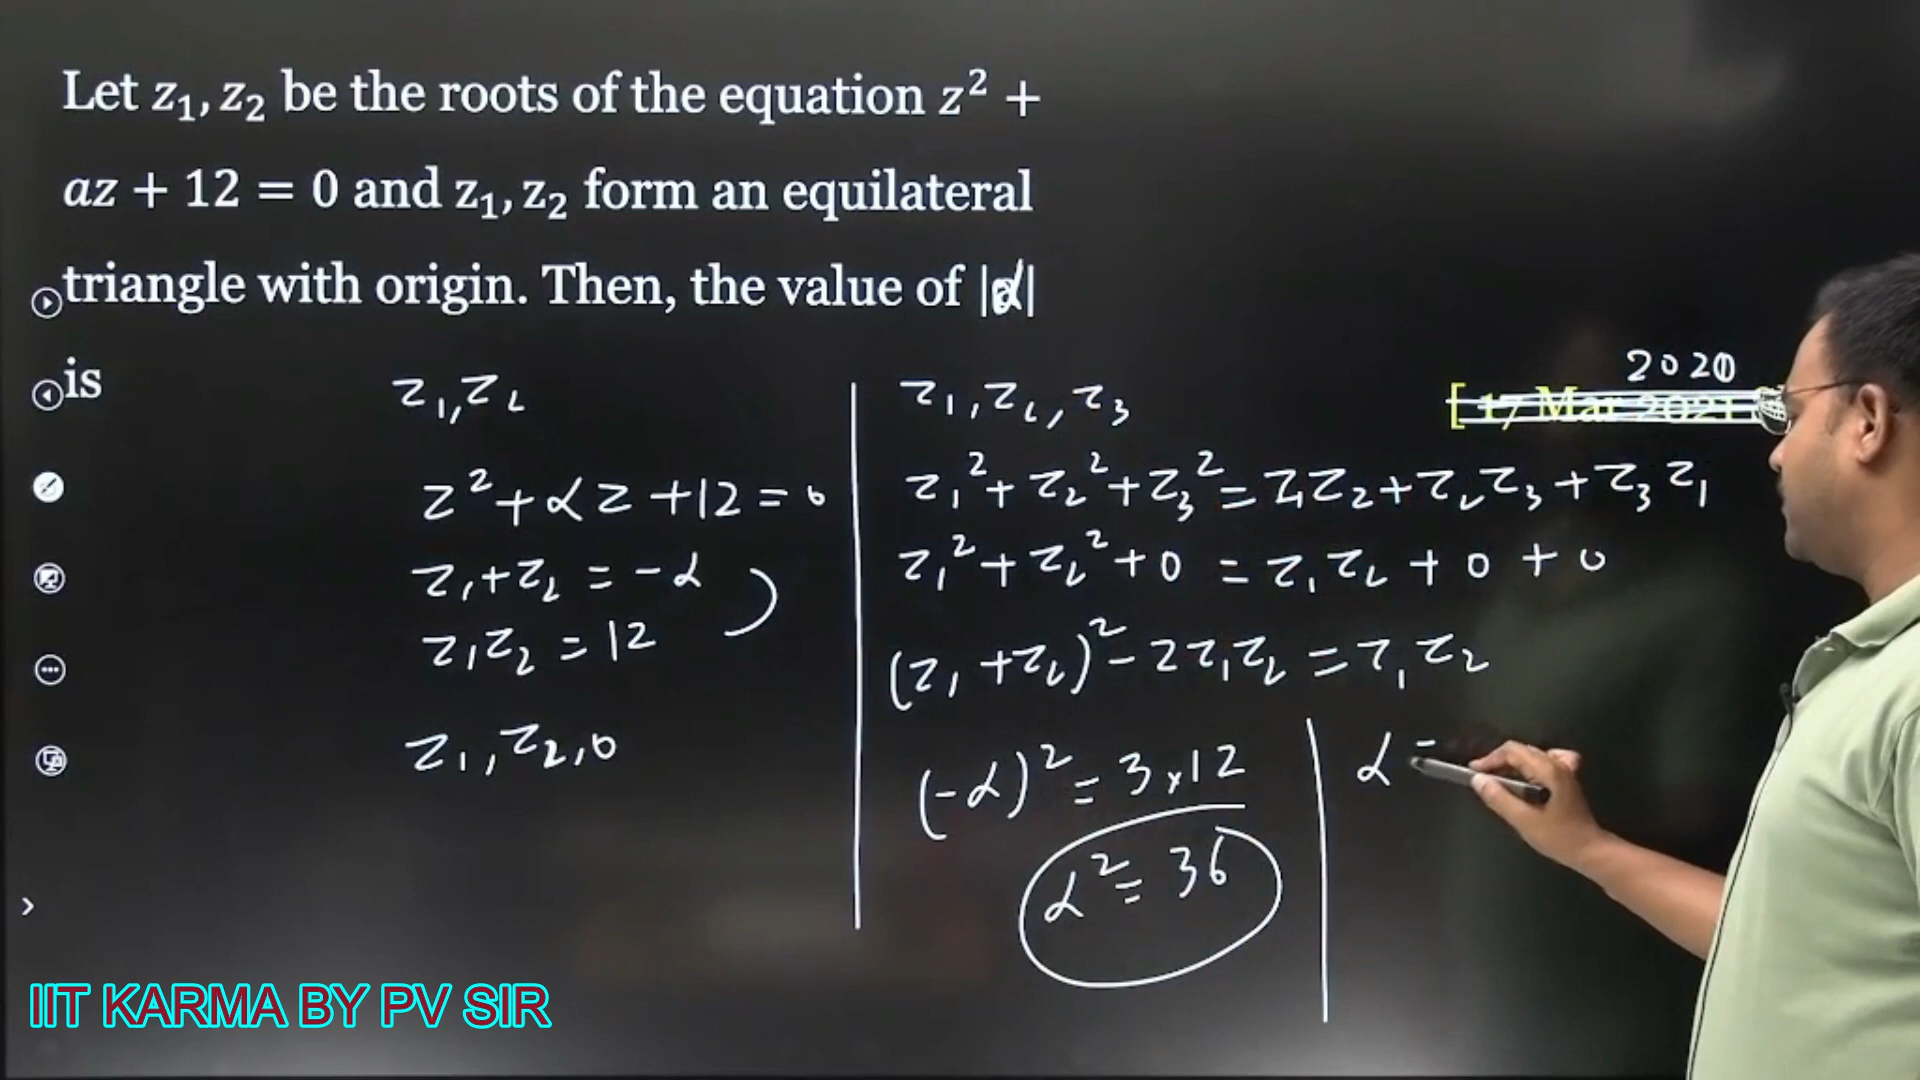 Let z₁, z₂ be the roots of the equation z² +
az + 12 = 0 and z₁, z₂ form an equilateral
triangle with origin. Then, the value of |α|
is
2020
[ 17 Mar 2021
z₁, z₂
z² + αz + 12 = 0
z₁ + z₂ = -α
z₁z₂ = 12
z₁, z₂, 0
z₁, z₂, z₃
z₁² + z₂² + z₃² = z₁z₂ + z₂z₃ + z₃z₁
z₁² + z₂² + 0 = z₁z₂ + 0 + 0
(z₁ + z₂)² - 2z₁z₂ = z₁z₂
(-α)² = 3×12
α² = 36
α =
IIT KARMA BY PV SIR